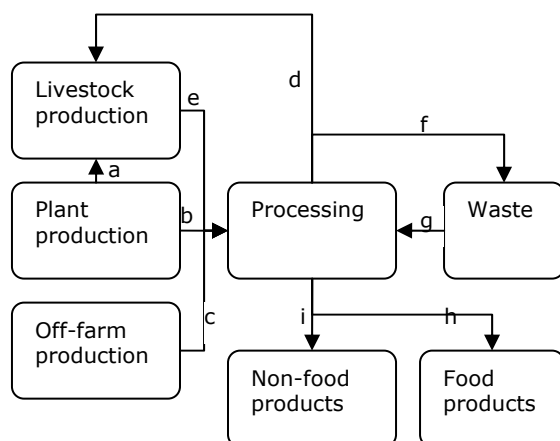 d
Livestock
production
e
f
a
Plant
production
b
Processing
g
Waste
Off-farm
production
c
i
h
Non-food
products
Food
products